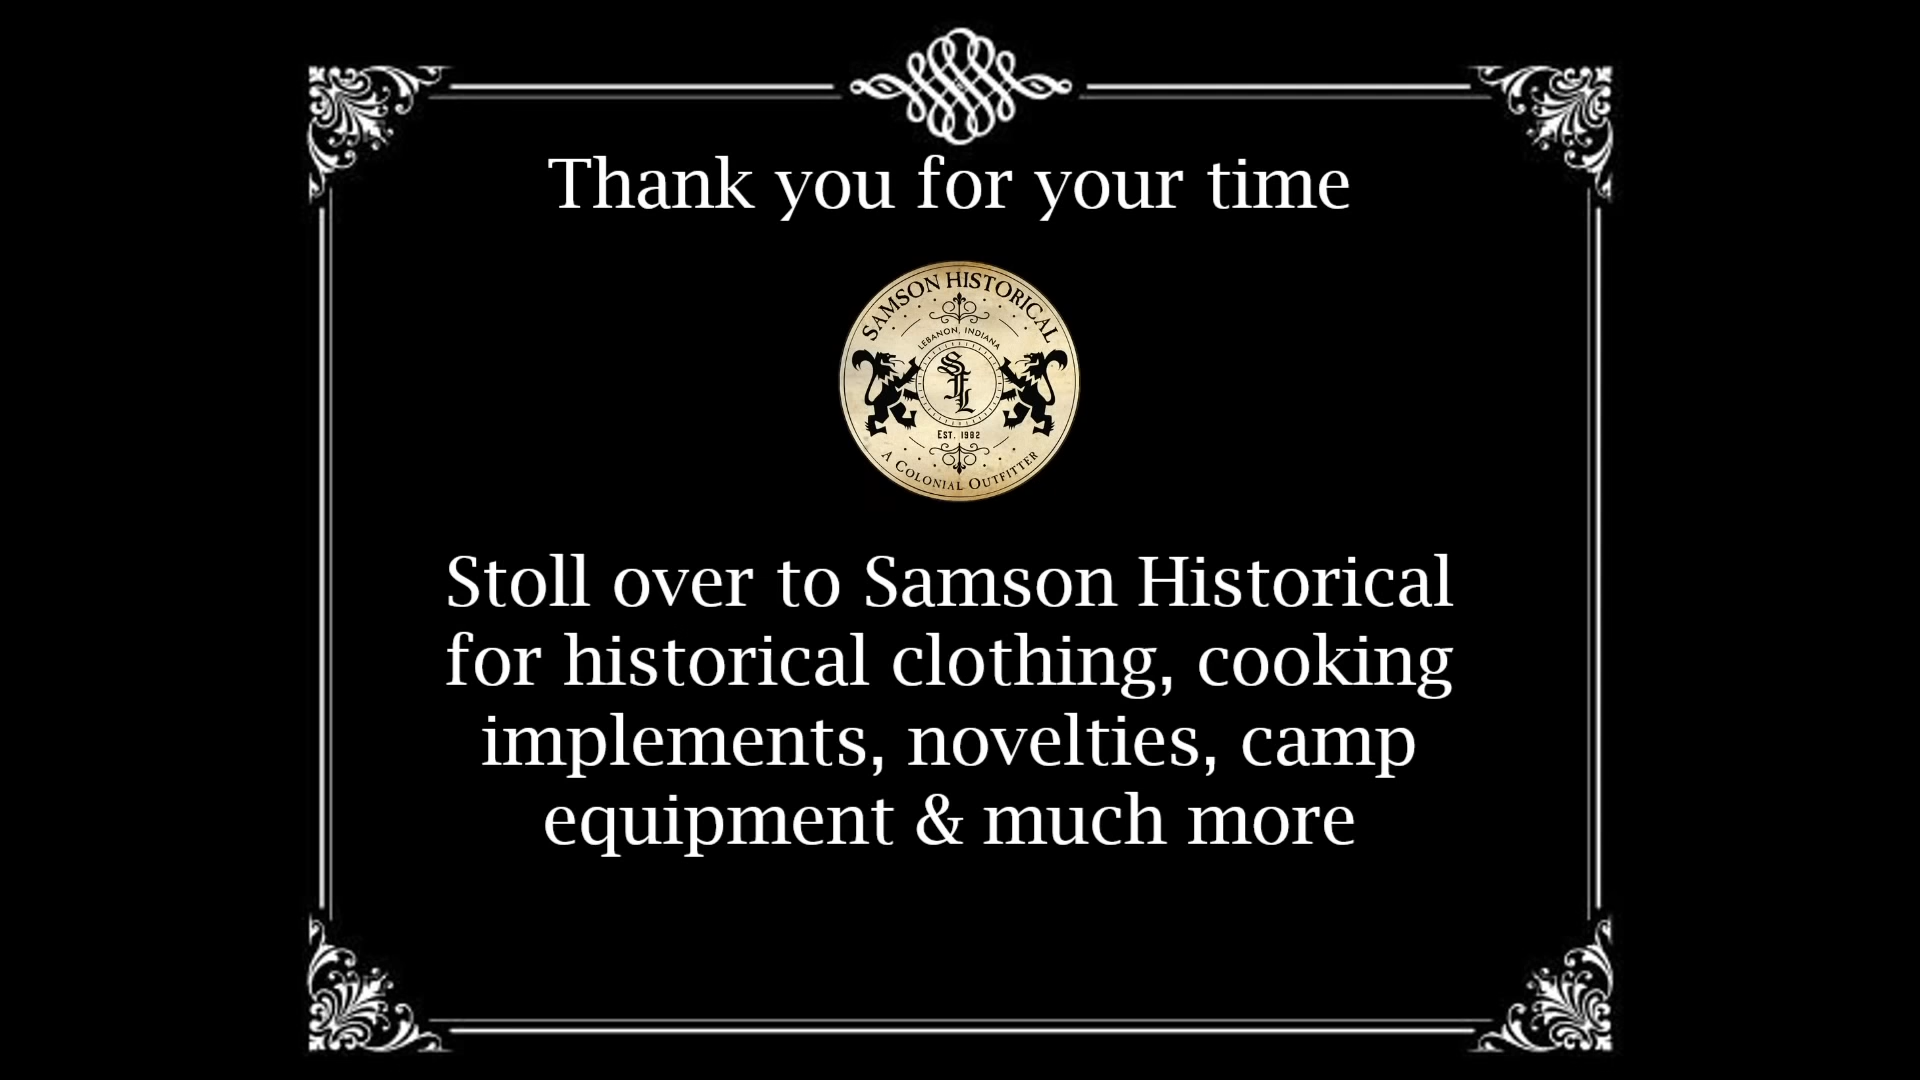 Thank you for your time
SAMSON HISTORICAL
LEBANON, INDIANA
SFL
EST. 1982
A COLONIAL OUTFITTER
Stoll over to Samson Historical
for historical clothing, cooking
implements, novelties, camp
equipment & much more